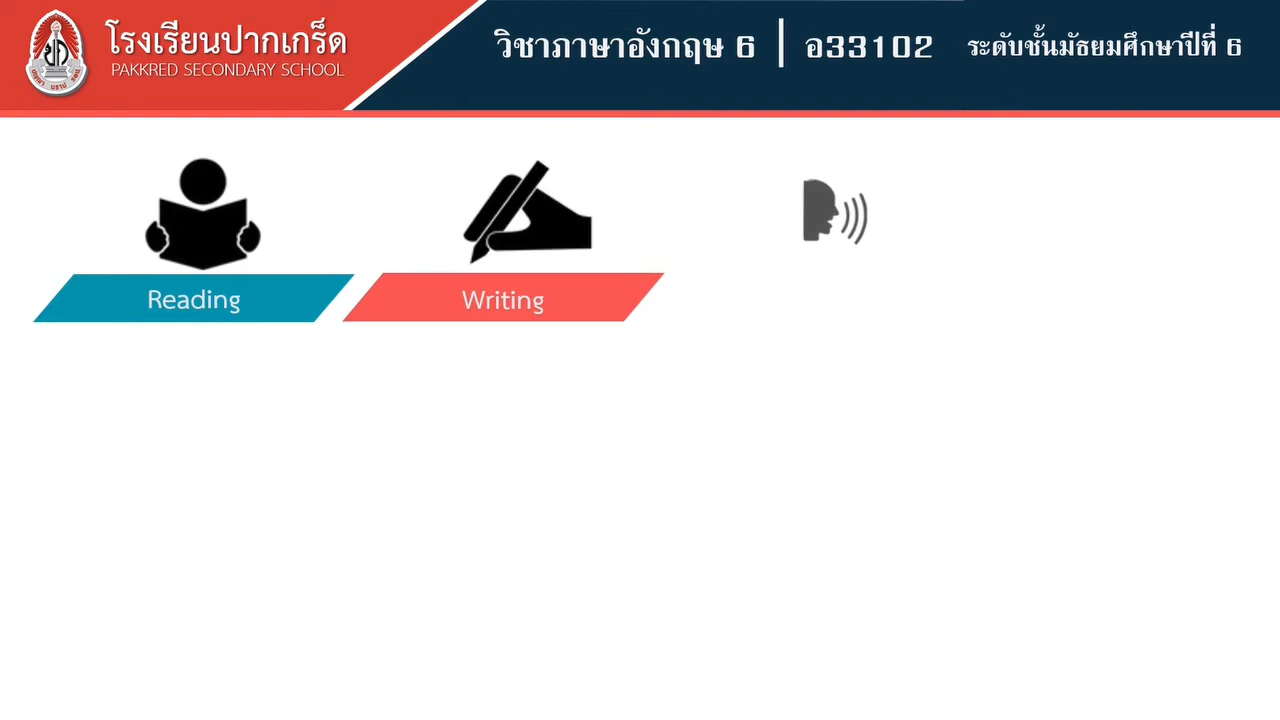 โรงเรียนปากเกร็ด
PAKKRED SECONDARY SCHOOL
วิชาภาษาอังกฤษ 6 | อ33102 ระดับชั้นมัธยมศึกษาปีที่ 6
Reading
Writing